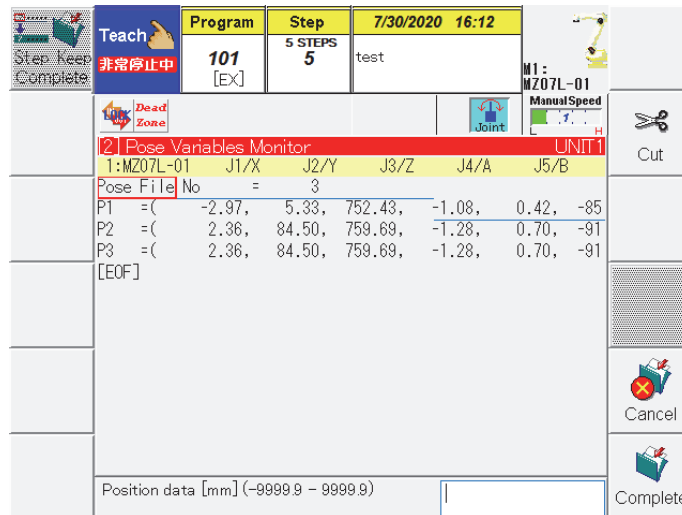 Step Keep
Complete
Teach
非常停止中
Program
101
[EX]
Step
5 STEPS
5
7/30/2020 16:12
test
M1:
MZ07L-01
LOCK
Dead
Zone
Joint
Manual Speed
1
L H
[2] Pose Variables Monitor UNIT1
1:MZ07L-01 J1/X J2/Y J3/Z J4/A J5/B
Pose File No = 3
P1 =( -2.97, 5.33, 752.43, -1.08, 0.42, -85
P2 =( 2.36, 84.50, 759.69, -1.28, 0.70, -91
P3 =( 2.36, 84.50, 759.69, -1.28, 0.70, -91
[EOF]
Position data [mm] (-9999.9 - 9999.9)
Cut
Cancel
Complete